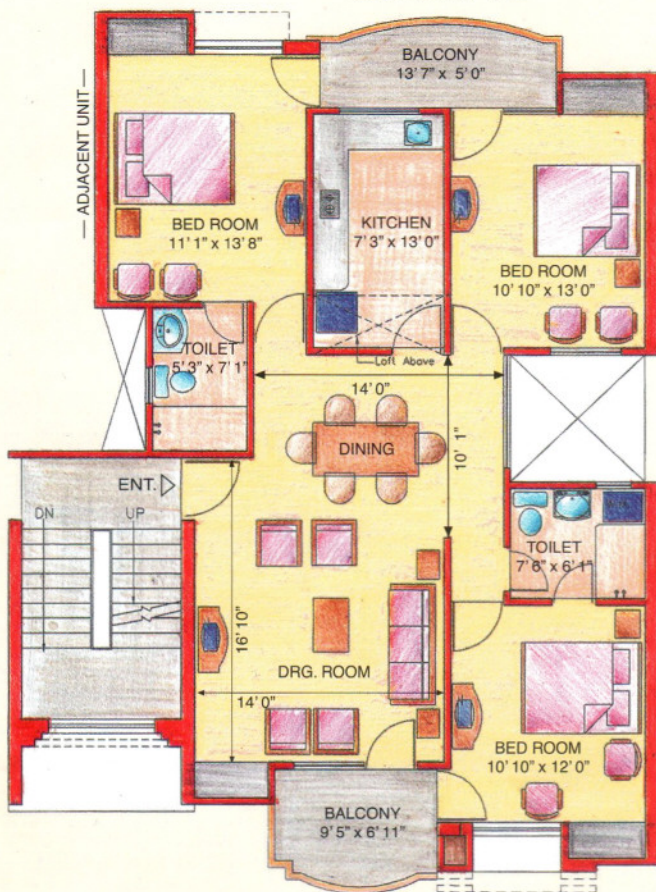 BALCONY
13' 7" x 5' 0"
— ADJACENT UNIT —
BED ROOM
11' 1" x 13' 8"
KITCHEN
7' 3" x 13' 0"
BED ROOM
10' 10" x 13' 0"
TOILET
5' 3" x 7' 1"
Loft Above
14' 0"
DINING
10' 1"
ENT.
DN
UP
TOILET
7' 6" x 6' 1"
16' 10"
DRG. ROOM
14' 0"
BED ROOM
10' 10" x 12' 0"
BALCONY
9' 5" x 6' 11"